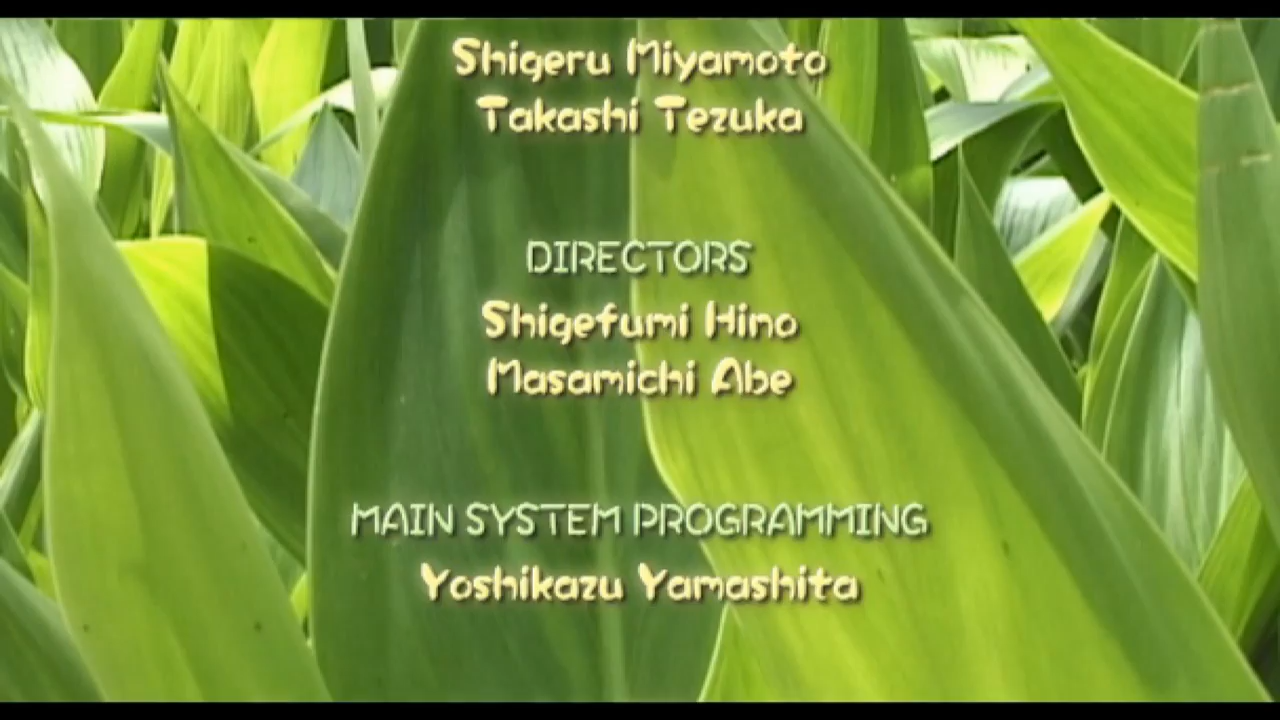 Shigeru Miyamoto
Takashi Tezuka
DIRECTORS
Shigefumi Hino
Masamichi Abe
MAIN SYSTEM PROGRAMMING
Yoshikazu Yamashita